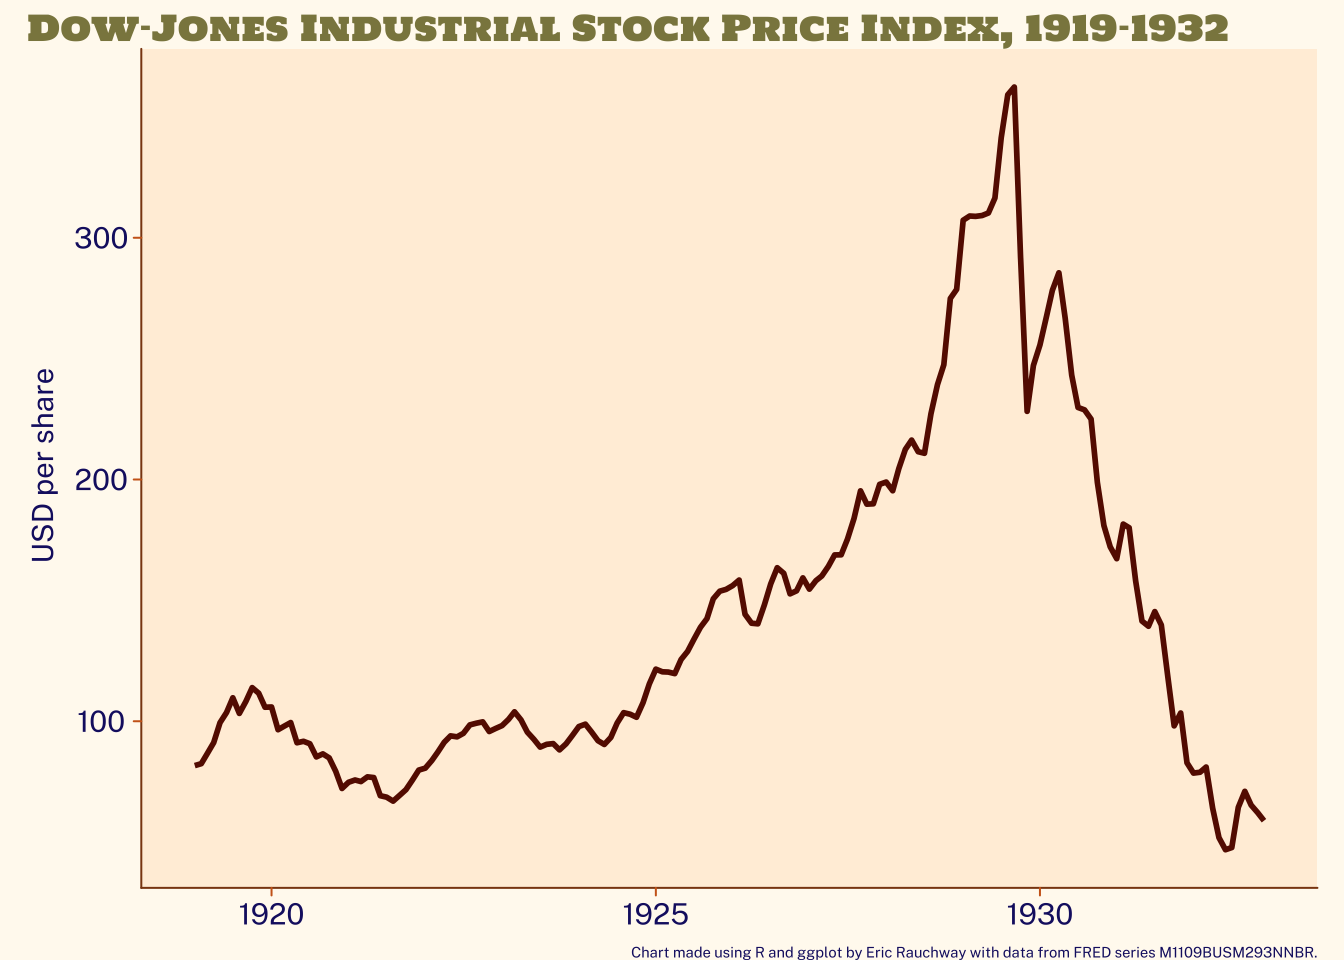 Dow-Jones Industrial Stock Price Index, 1919-1932
USD per share
300
200
100
1920 1925 1930
Chart made using R and ggplot by Eric Rauchway with data from FRED series M1109BUSM293NNBR.